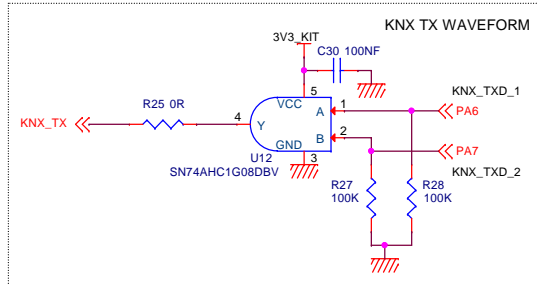 KNX TX WAVEFORM
3V3_KIT
C30 100NF
R25 0R
5
VCC
KNX_TXD_1
4
A
1
KNX_TX
Y
PA6
B
2
GND
PA7
U12
3
KNX_TXD_2
SN74AHC1G08DBV
R27
R28
100K
100K